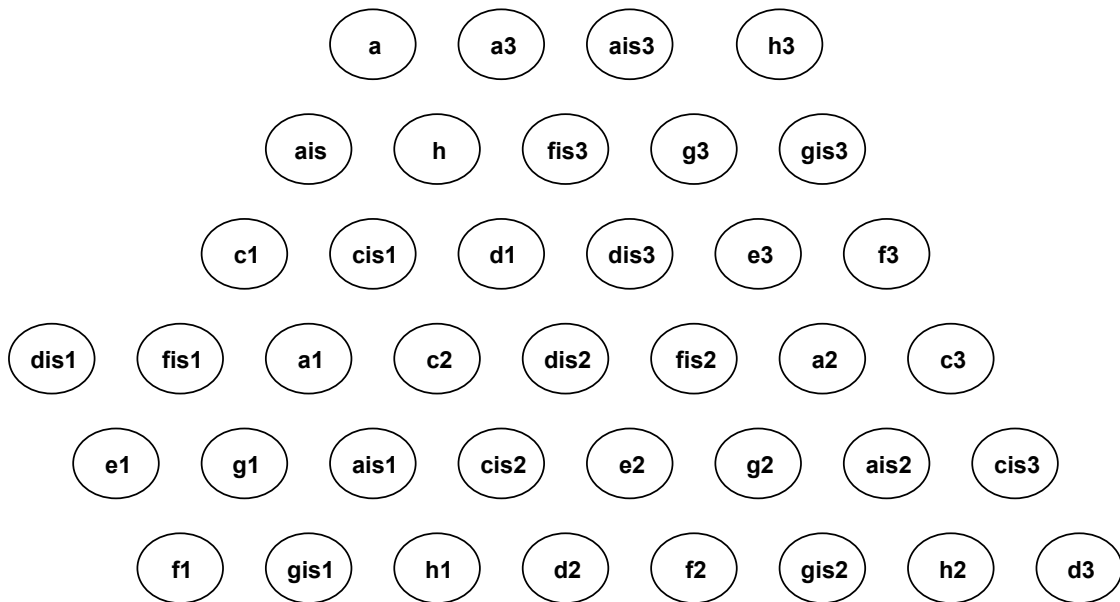 a a3 ais3 h3
ais h fis3 g3 gis3
c1 cis1 d1 dis3 e3 f3
dis1 fis1 a1 c2 dis2 fis2 a2 c3
e1 g1 ais1 cis2 e2 g2 ais2 cis3
f1 gis1 h1 d2 f2 gis2 h2 d3